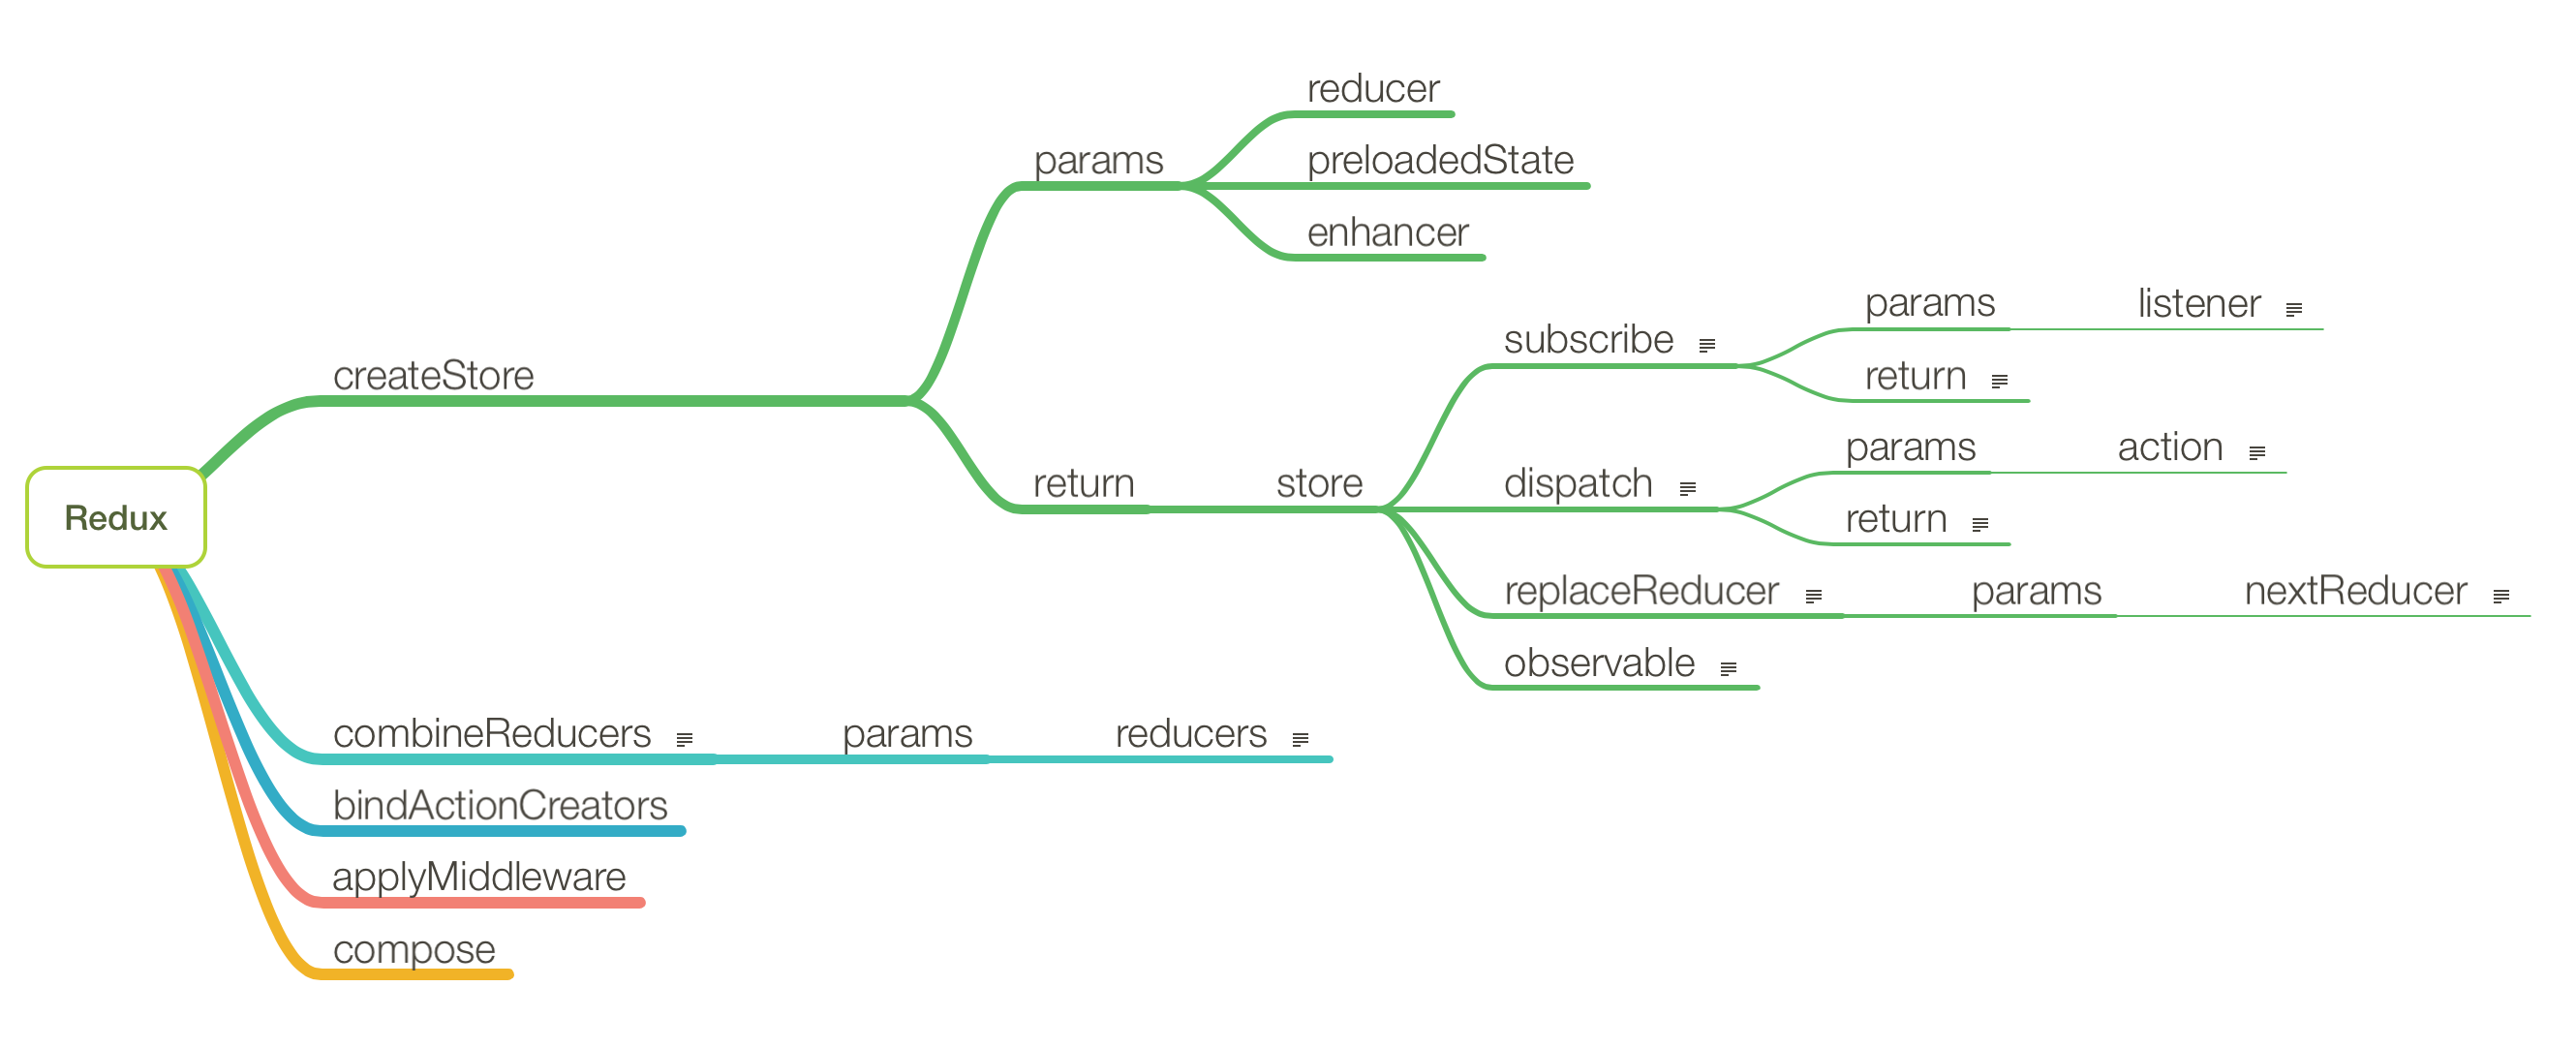 Redux
createStore
params
reducer
preloadedState
enhancer
return
store
subscribe
params
listener
return
dispatch
params
action
return
replaceReducer
params
nextReducer
observable
combineReducers
params
reducers
bindActionCreators
applyMiddleware
compose